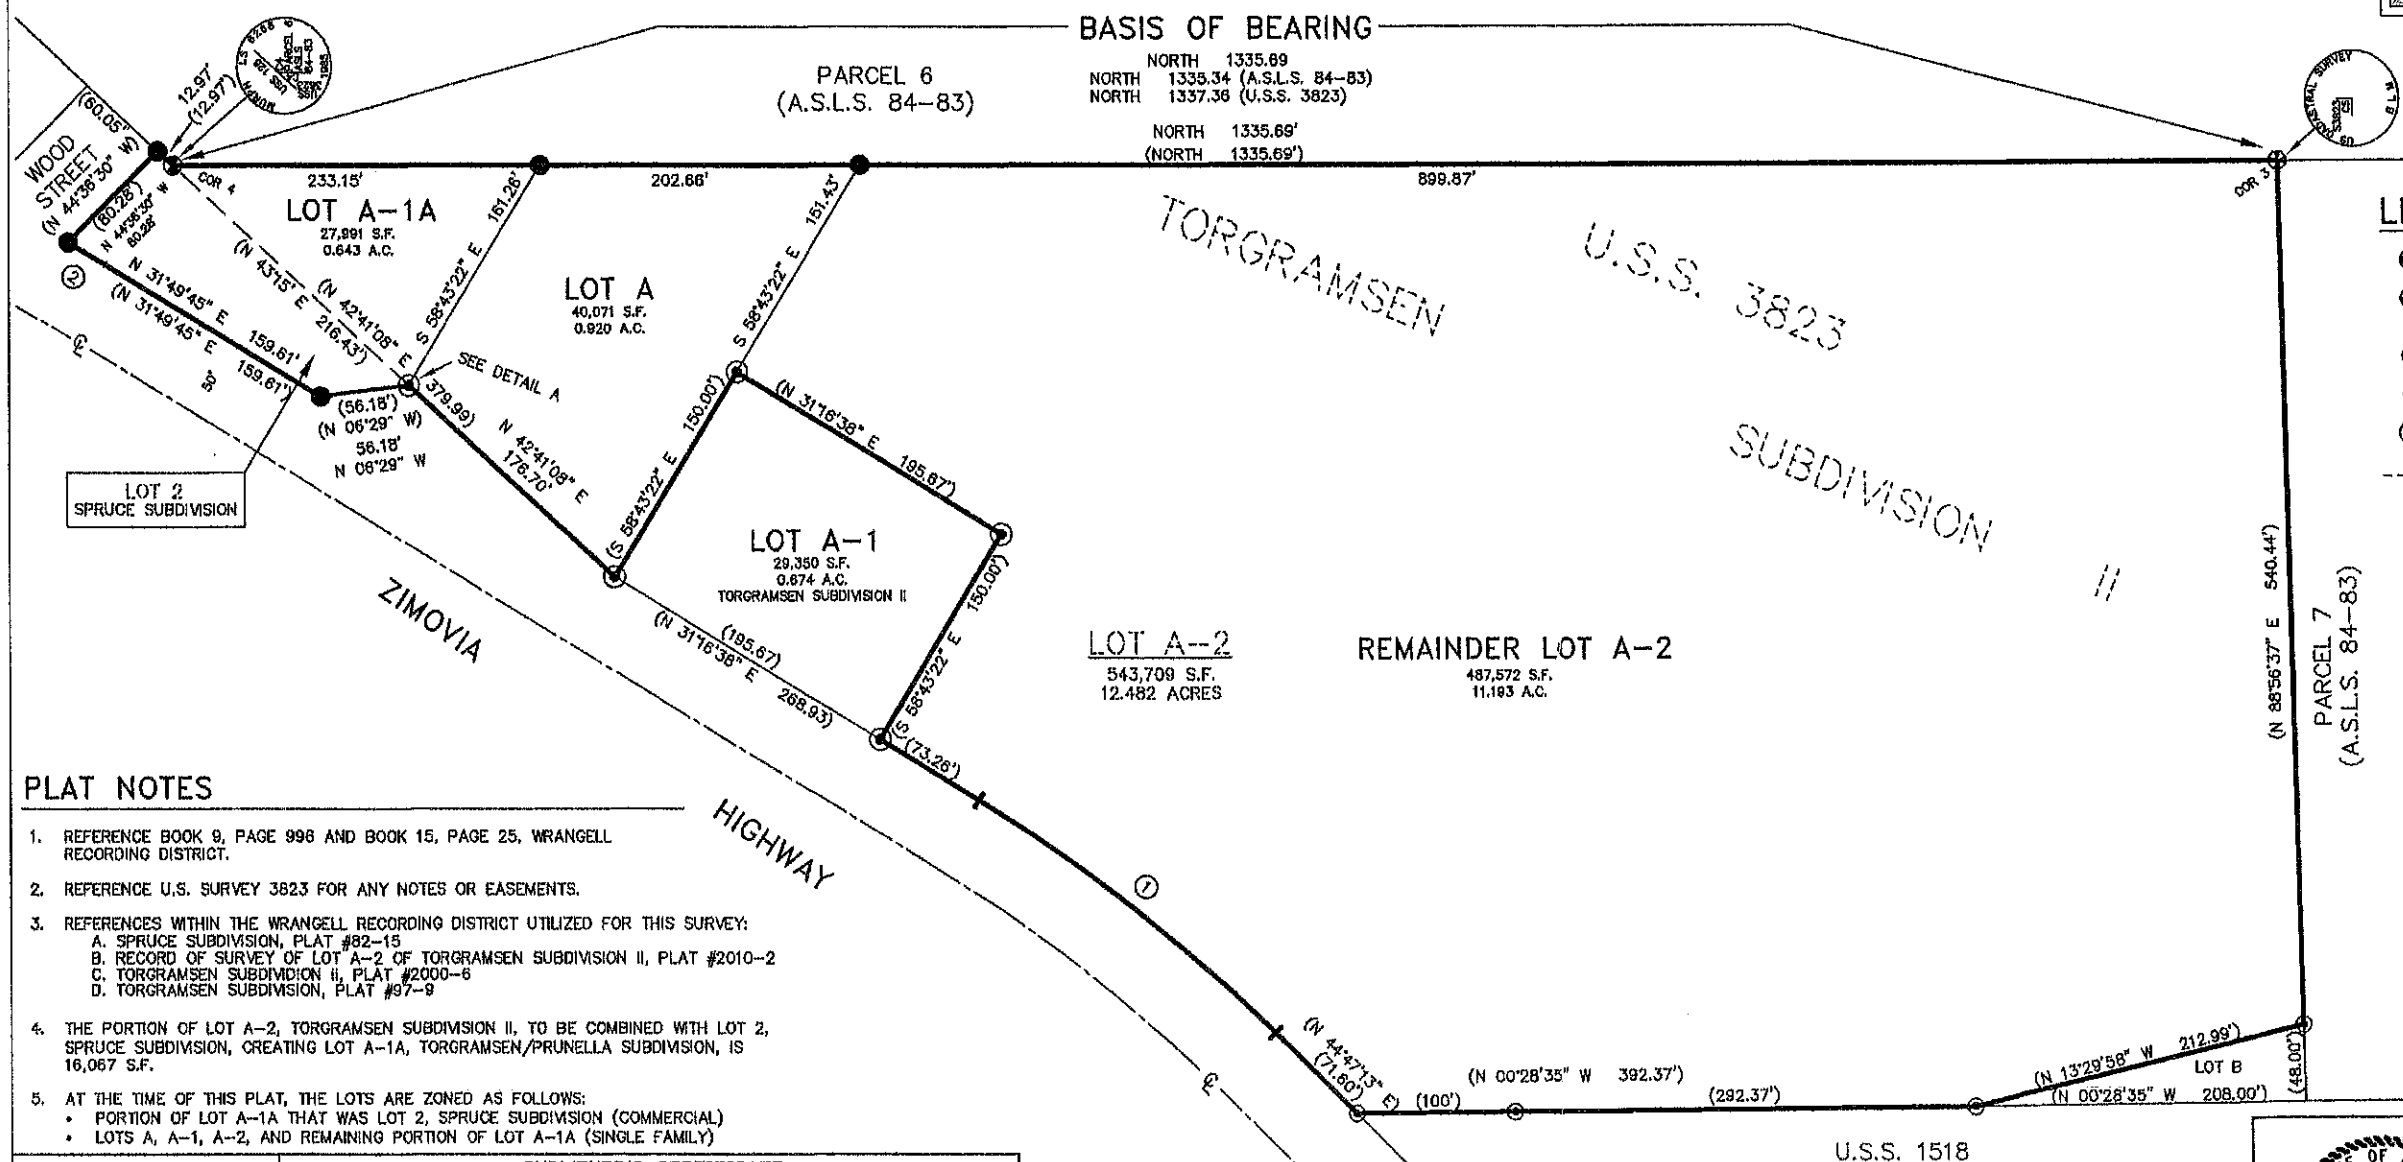 BASIS OF BEARING
NORTH 1335.69
NORTH 1335.34 (A.S.L.S. 84-83)
NORTH 1337.36 (U.S.S. 3823)
NORTH 1335.69'
(NORTH 1335.69')
PARCEL 6
(A.S.L.S. 84-83)
12.97'
(12.97')
(60.05')
WOOD
STREET
(N 44°36'30" W)
(80.28')
N 44°36'30" W
80.28'
COR 4
233.15'
202.66'
899.87'
COR 3
US CADASTRAL SURVEY
BLM
S3823
LOT A-1A
27,991 S.F.
0.643 A.C.
161.26'
S 58°43'22" E
LOT A
40,071 S.F.
0.920 A.C.
151.43'
S 58°43'22" E
TORGRAMSEN
U.S.S. 3823
SUBDIVISION
II
2
N 31°49'45" E 159.61'
(N 31°49'45" E 159.61')
(N 43°15' E 216.43')
(N 42°41'08" E 379.99)
SEE DETAIL A
50'
(56.18')
(N 06°29" W)
56.18'
N 06°29" W
N 42°41'08" E
176.70'
LOT 2
SPRUCE SUBDIVISION
(S 58°43'22" E 150.00')
(N 31°16'38" E 195.67')
LOT A-1
29,350 S.F.
0.674 A.C.
TORGRAMSEN SUBDIVISION II
(S 58°43'22" E 150.00')
(195.67)
(N 31°16'38" E 268.93)
(73.26')
ZIMOVIA
HIGHWAY
LOT A-2
543,709 S.F.
12.482 ACRES
REMAINDER LOT A-2
487,572 S.F.
11.193 A.C.
(N 88°56'37" E 540.44')
PARCEL 7
(A.S.L.S. 84-83)
1
(N 44°47'13" E)
(71.60')
(100')
(N 00°28'35" W 392.37')
(292.37')
(N 13°29'58" W 212.99')
LOT B
(N 00°28'35" W 208.00')
(48.00')
U.S.S. 1518
PLAT NOTES
1. REFERENCE BOOK 9, PAGE 996 AND BOOK 15, PAGE 25, WRANGELL
RECORDING DISTRICT.
2. REFERENCE U.S. SURVEY 3823 FOR ANY NOTES OR EASEMENTS.
3. REFERENCES WITHIN THE WRANGELL RECORDING DISTRICT UTILIZED FOR THIS SURVEY:
A. SPRUCE SUBDIVISION, PLAT #82-15
B. RECORD OF SURVEY OF LOT A-2 OF TORGRAMSEN SUBDIVISION II, PLAT #2010-2
C. TORGRAMSEN SUBDIVIDION II, PLAT #2000-6
D. TORGRAMSEN SUBDIVISION, PLAT #97-9
4. THE PORTION OF LOT A-2, TORGRAMSEN SUBDIVISION II, TO BE COMBINED WITH LOT 2,
SPRUCE SUBDIVISION, CREATING LOT A-1A, TORGRAMSEN/PRUNELLA SUBDIVISION, IS
16,067 S.F.
5. AT THE TIME OF THIS PLAT, THE LOTS ARE ZONED AS FOLLOWS:
• PORTION OF LOT A-1A THAT WAS LOT 2, SPRUCE SUBDIVISION (COMMERCIAL)
• LOTS A, A-1, A-2, AND REMAINING PORTION OF LOT A-1A (SINGLE FAMILY)